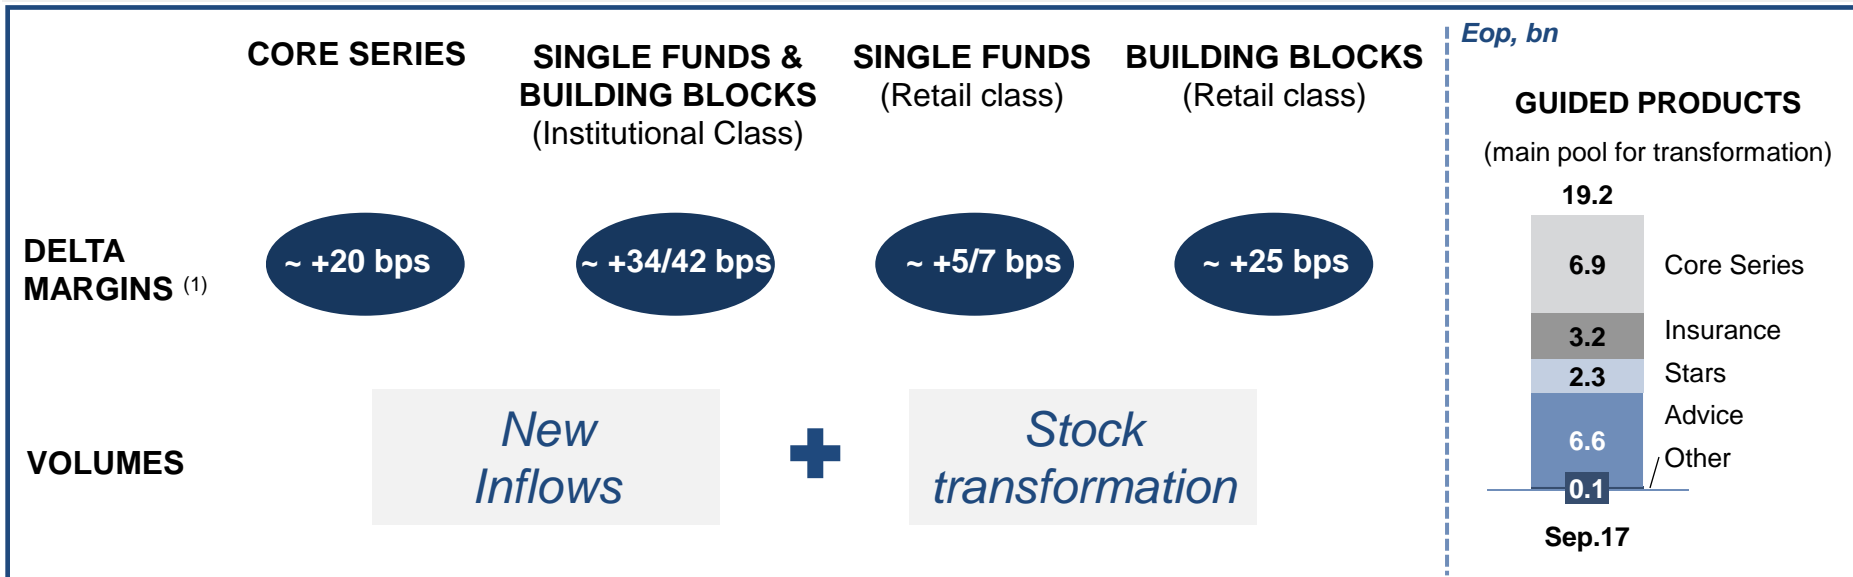 CORE SERIES
SINGLE FUNDS &
BUILDING BLOCKS
(Institutional Class)
SINGLE FUNDS
(Retail class)
BUILDING BLOCKS
(Retail class)
DELTA
MARGINS (1)
~ +20 bps
~ +34/42 bps
~ +5/7 bps
~ +25 bps
VOLUMES
New
Inflows
Stock
transformation
Eop, bn
GUIDED PRODUCTS
(main pool for transformation)
19.2
6.9 Core Series
3.2 Insurance
2.3 Stars
6.6 Advice
0.1 Other
Sep.17